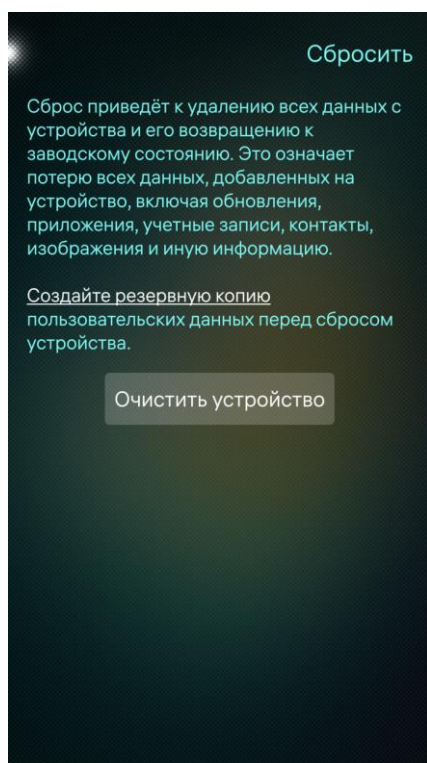 Сбросить
Сброс приведёт к удалению всех данных с
устройства и его возвращению к
заводскому состоянию. Это означает
потерю всех данных, добавленных на
устройство, включая обновления,
приложения, учетные записи, контакты,
изображения и иную информацию.
Создайте резервную копию
пользовательских данных перед сбросом
устройства.
Очистить устройство